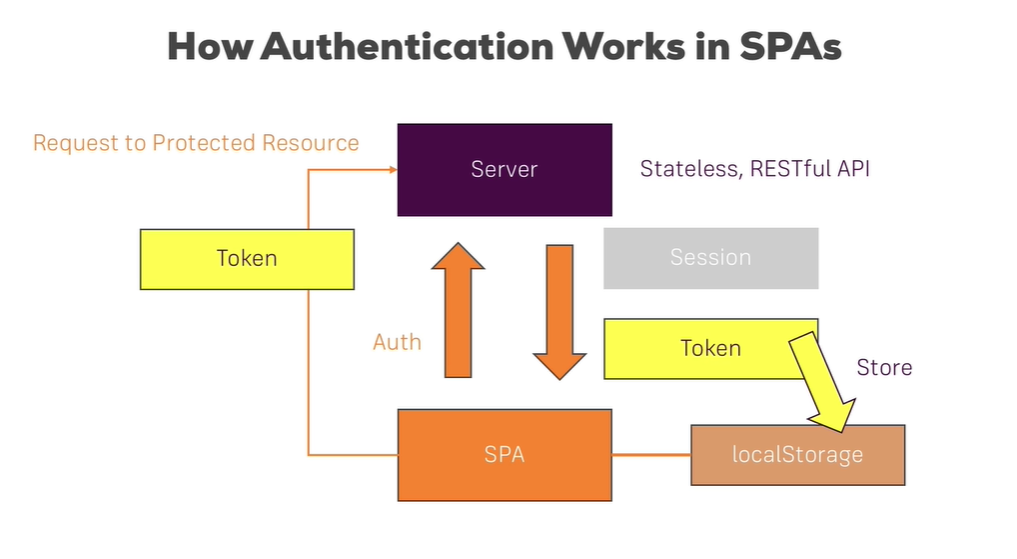 How Authentication Works in SPAs
Request to Protected Resource
Server
Stateless, RESTful API
Token
Session
Auth
Token
Store
SPA
localStorage